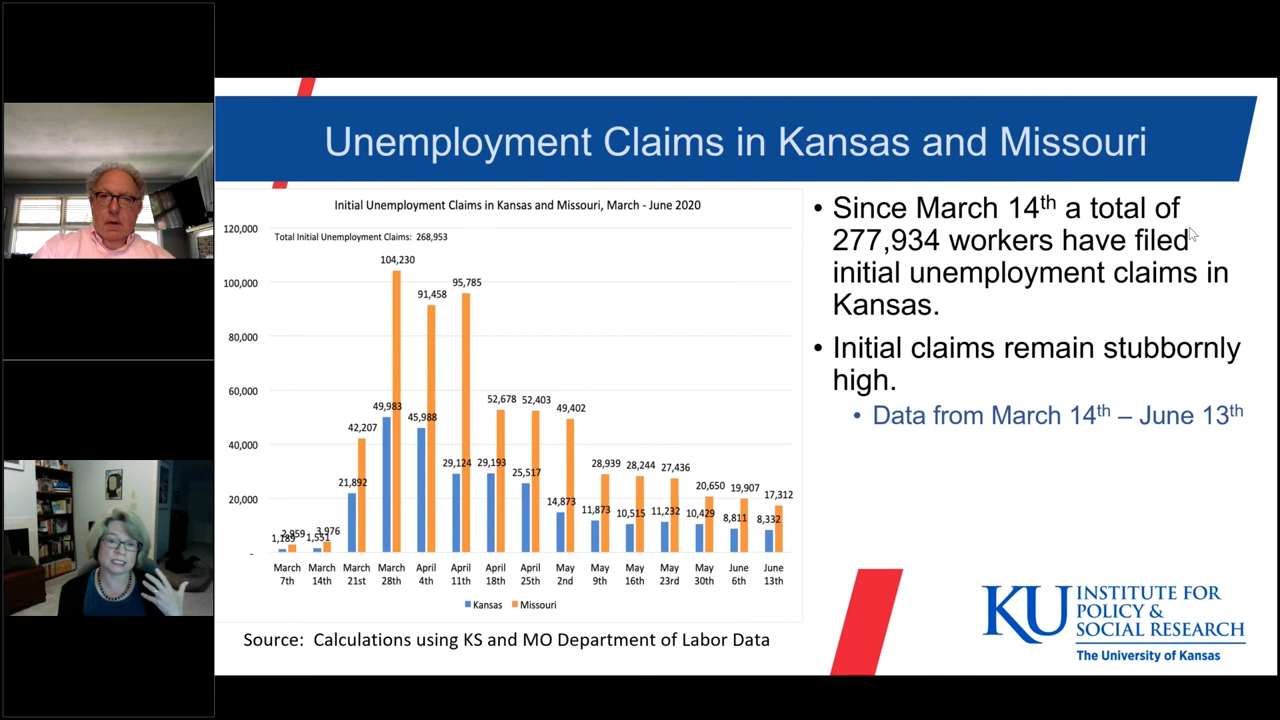 Unemployment Claims in Kansas and Missouri
Initial Unemployment Claims in Kansas and Missouri, March - June 2020
Total Initial Unemployment Claims: 268,953
120,000
100,000
80,000
60,000
40,000
20,000
-
1,189
2,959
1,551
3,976
21,892
42,207
49,983
104,230
45,988
91,458
29,124
95,785
29,193
52,678
25,517
52,403
14,873
49,402
11,873
28,939
10,515
28,244
11,232
27,436
10,429
20,650
8,811
19,907
8,332
17,312
March 7th
March 14th
March 21st
March 28th
April 4th
April 11th
April 18th
April 25th
May 2nd
May 9th
May 16th
May 23rd
May 30th
June 6th
June 13th
Kansas Missouri
Source: Calculations using KS and MO Department of Labor Data
• Since March 14th a total of
277,934 workers have filed
initial unemployment claims in
Kansas.
• Initial claims remain stubbornly
high.
• Data from March 14th – June 13th
KU
INSTITUTE FOR
POLICY &
SOCIAL RESEARCH
The University of Kansas